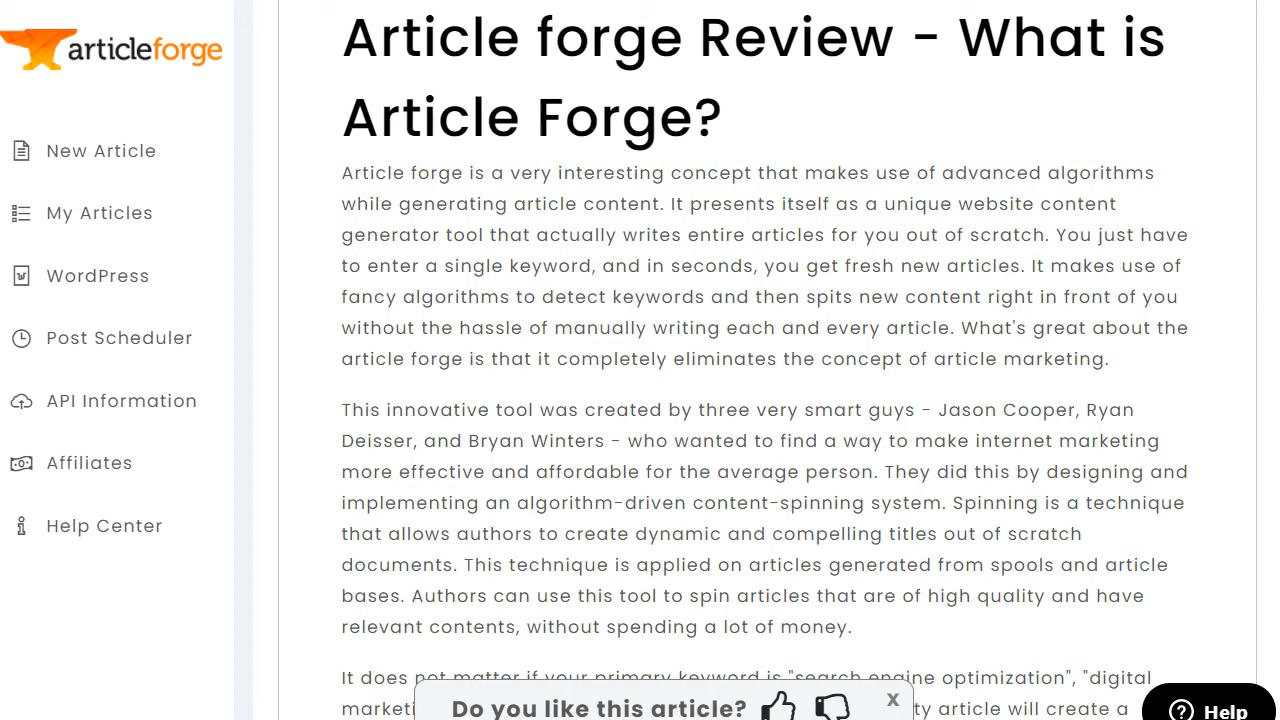 articleforge
New Article
My Articles
WordPress
Post Scheduler
API Information
Affiliates
Help Center
Article forge Review - What is
Article Forge?
Article forge is a very interesting concept that makes use of advanced algorithms
while generating article content. It presents itself as a unique website content
generator tool that actually writes entire articles for you out of scratch. You just have
to enter a single keyword, and in seconds, you get fresh new articles. It makes use of
fancy algorithms to detect keywords and then spits new content right in front of you
without the hassle of manually writing each and every article. What's great about the
article forge is that it completely eliminates the concept of article marketing.
This innovative tool was created by three very smart guys - Jason Cooper, Ryan
Deisser, and Bryan Winters - who wanted to find a way to make internet marketing
more effective and affordable for the average person. They did this by designing and
implementing an algorithm-driven content-spinning system. Spinning is a technique
that allows authors to create dynamic and compelling titles out of scratch
documents. This technique is applied on articles generated from spools and article
bases. Authors can use this tool to spin articles that are of high quality and have
relevant contents, without spending a lot of money.
It does not matter if your primary keyword is "search engine optimization", "digital
article will create a
Do you like this article?
x
Help